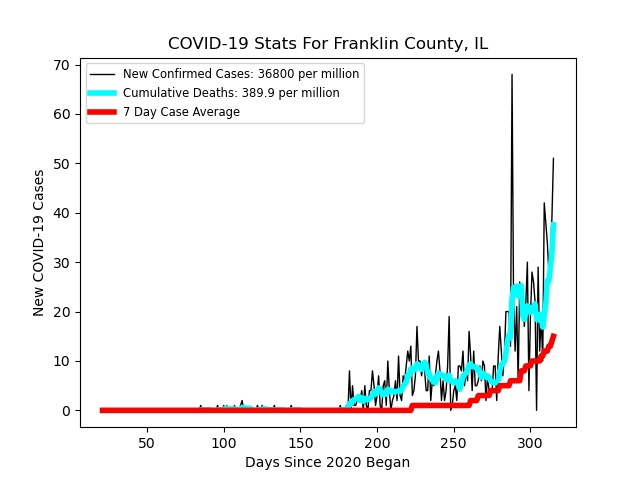 COVID-19 Stats For Franklin County, IL
70
60
50
40
30
20
10
0
New COVID-19 Cases
New Confirmed Cases: 36800 per million
Cumulative Deaths: 389.9 per million
7 Day Case Average
50 100 150 200 250 300
Days Since 2020 Began